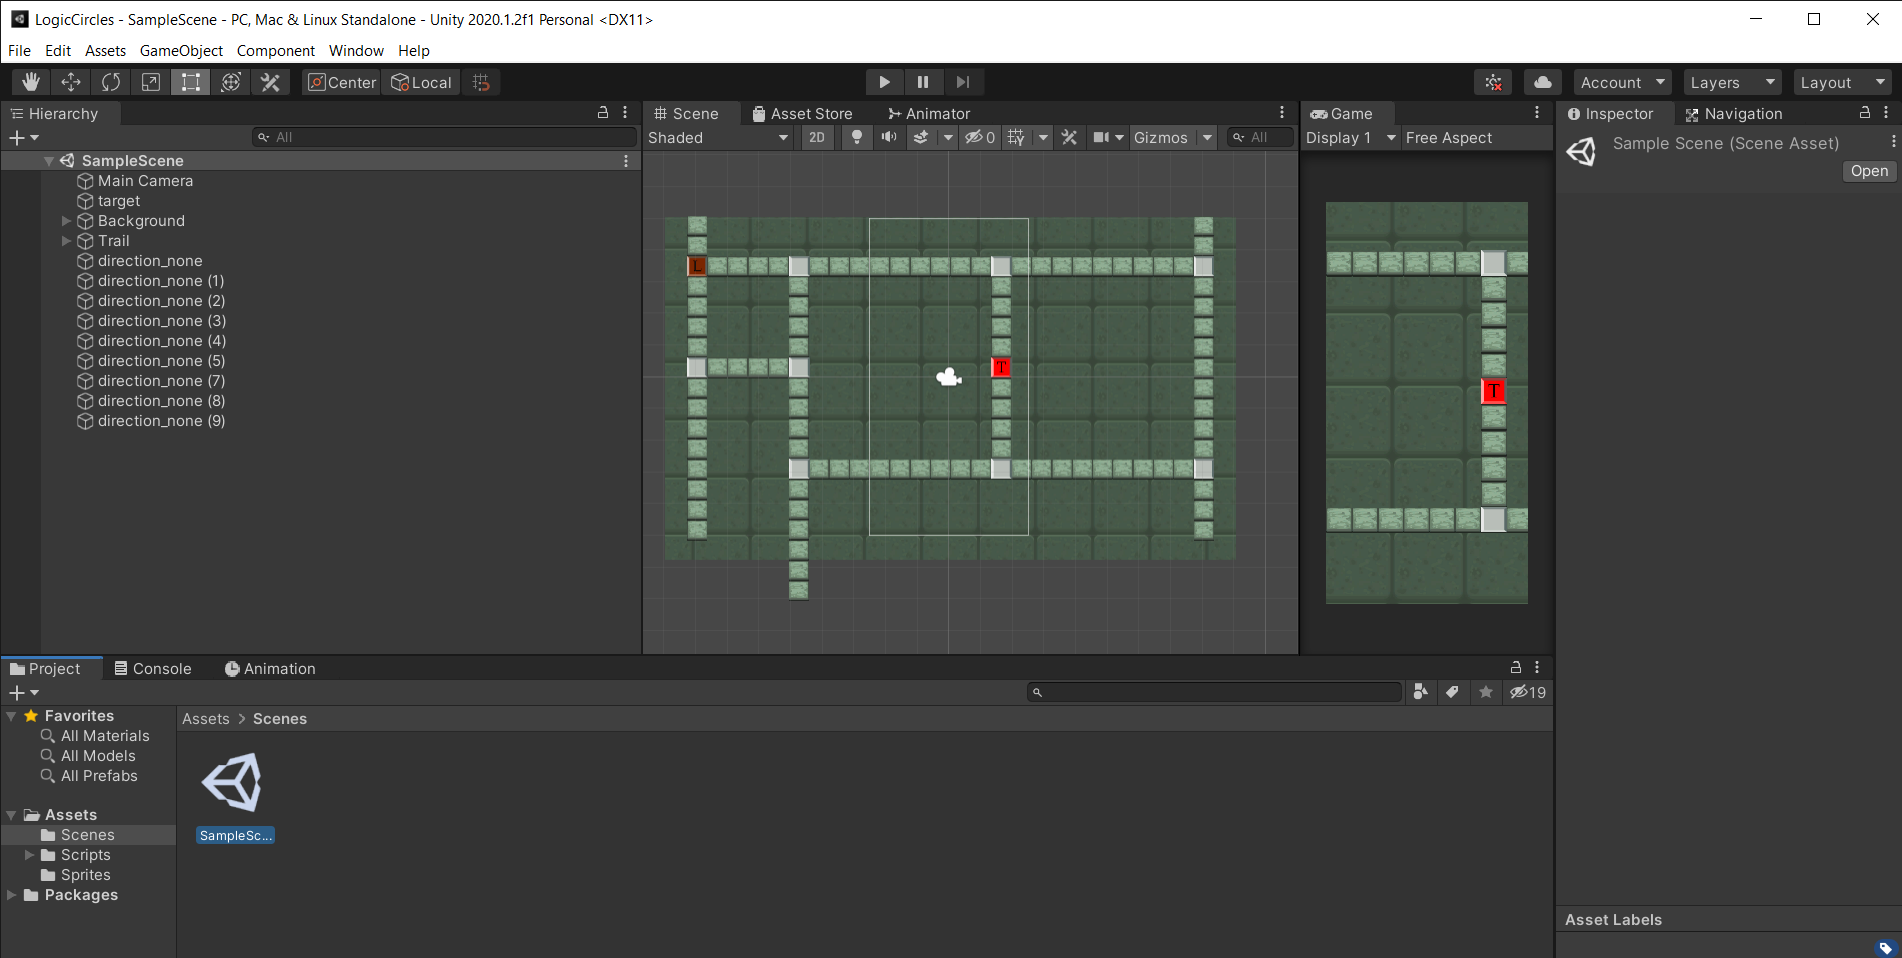 LogicCircles - SampleScene - PC, Mac & Linux Standalone - Unity 2020.1.2f1 Personal <DX11>
File Edit Assets GameObject Component Window Help
Center Local Account Layers Layout
Hierarchy
All
SampleScene
Main Camera
target
Background
Trail
direction_none
direction_none (1)
direction_none (2)
direction_none (3)
direction_none (4)
direction_none (5)
direction_none (7)
direction_none (8)
direction_none (9)
Scene Asset Store Animator
Shaded 2D 0 Gizmos All
L
T
Game
Display 1 Free Aspect
T
Inspector Navigation
Sample Scene (Scene Asset)
Open
Project Console Animation
19
Favorites
All Materials
All Models
All Prefabs
Assets
Scenes
Scripts
Sprites
Packages
Assets > Scenes
SampleSc...
Asset Labels